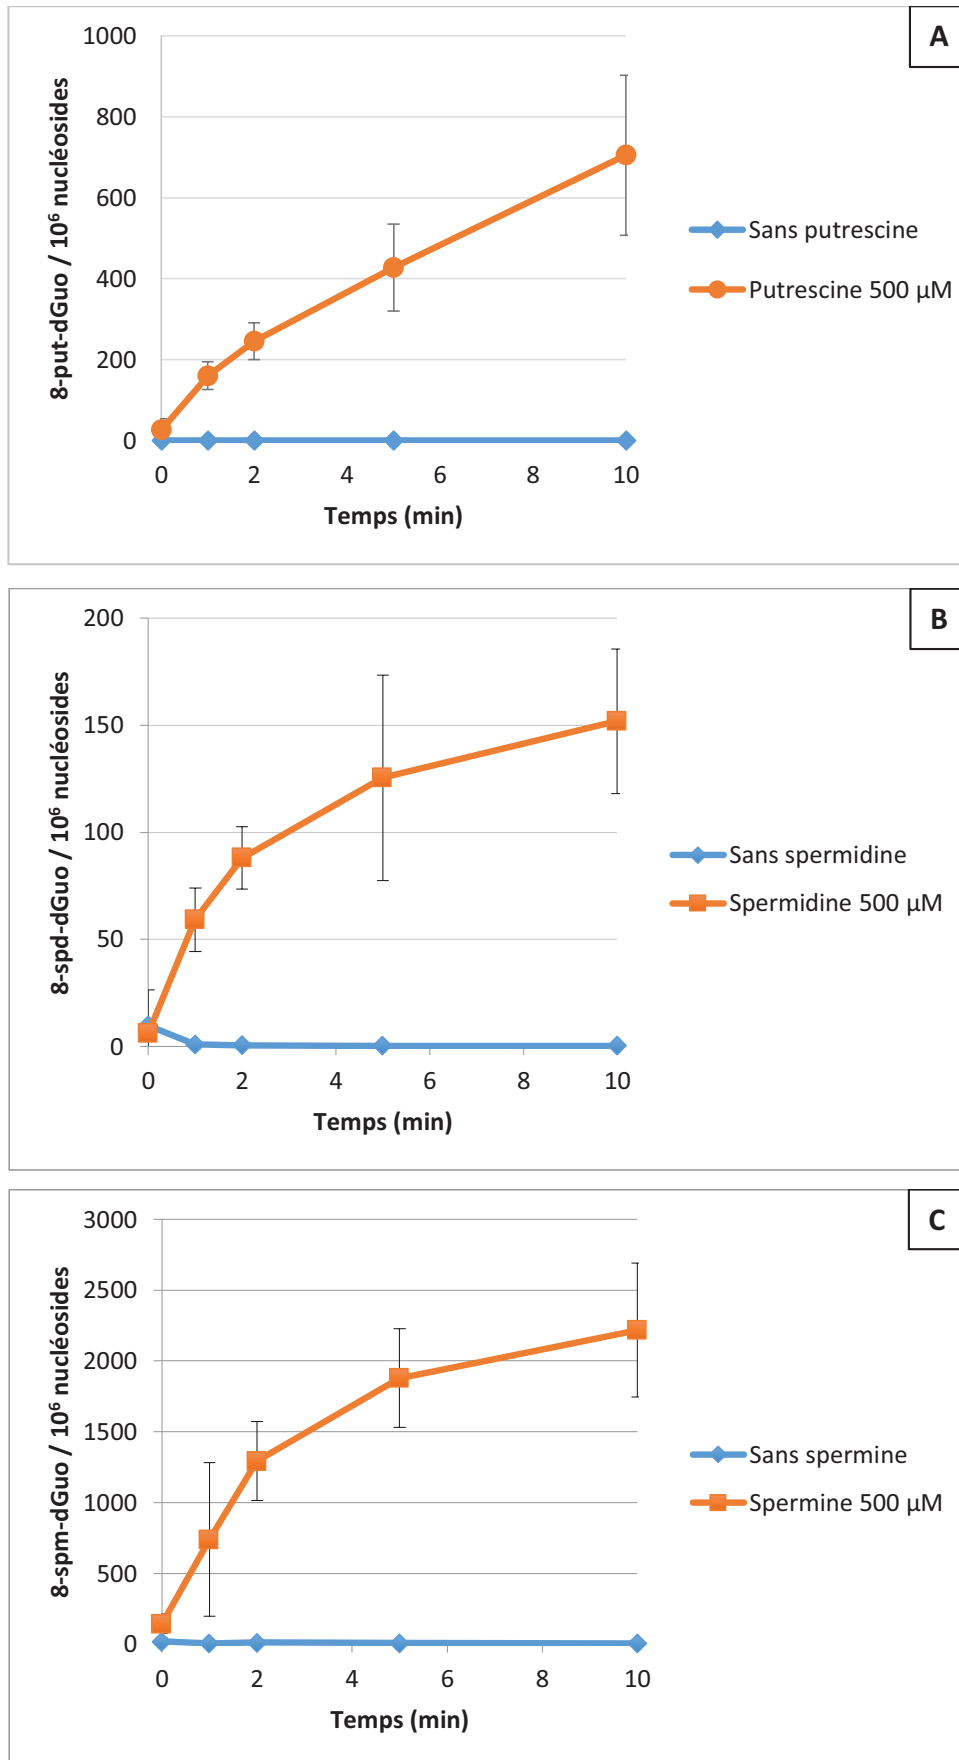 A
8-put-dGuo / 10⁶ nucléosides
1000
800
600
400
200
0
0 2 4 6 8 10
Temps (min)
Sans putrescine
Putrescine 500 µM
B
8-spd-dGuo / 10⁶ nucléosides
200
150
100
50
0
0 2 4 6 8 10
Temps (min)
Sans spermidine
Spermidine 500 µM
C
8-spm-dGuo / 10⁶ nucléosides
3000
2500
2000
1500
1000
500
0
0 2 4 6 8 10
Temps (min)
Sans spermine
Spermine 500 µM